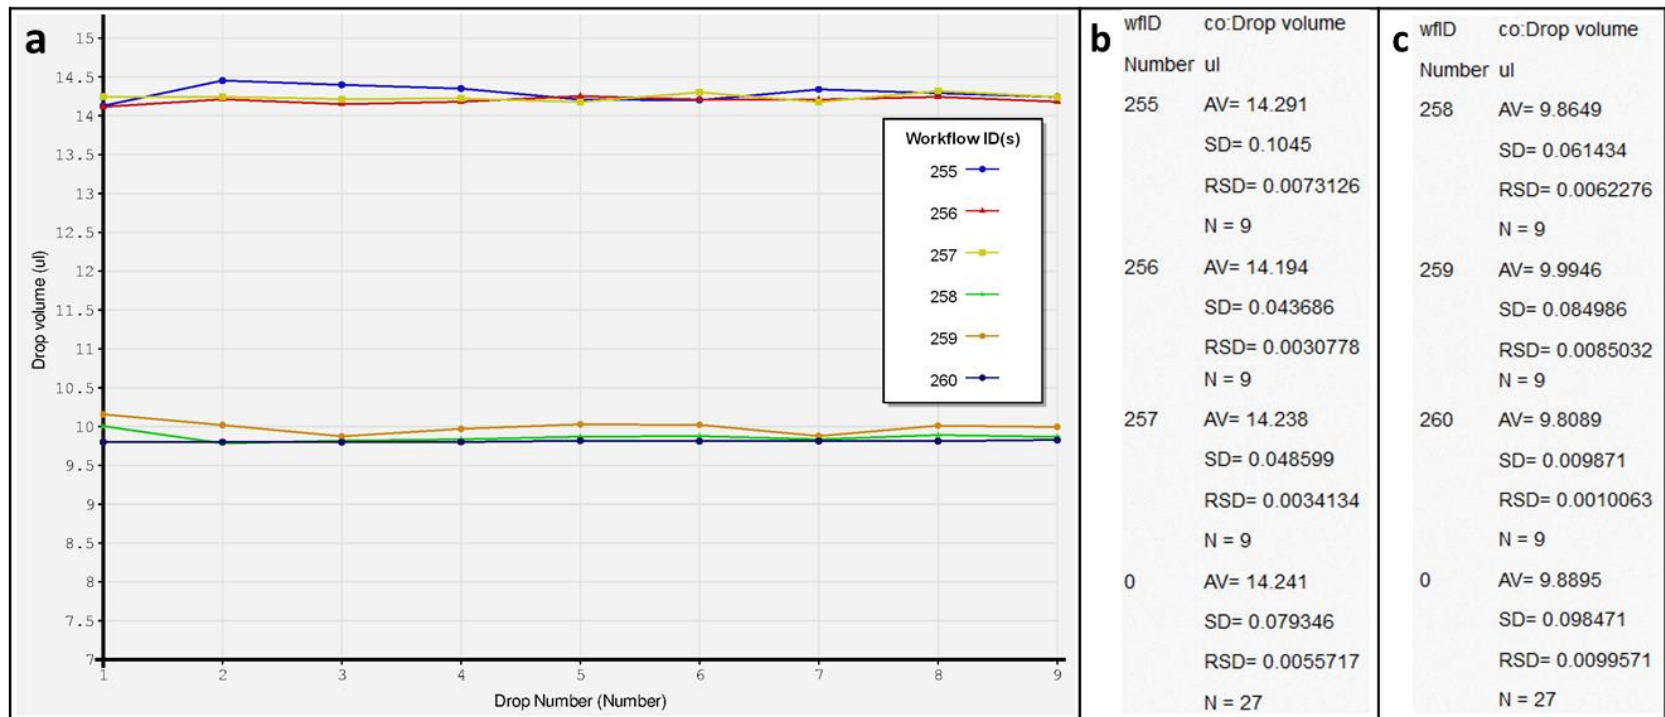 a
15
14.5
14
13.5
13
12.5
12
11.5
11
10.5
10
9.5
9
8.5
8
7.5
7
Drop volume (ul)
1 2 3 4 5 6 7 8 9
Drop Number (Number)
Workflow ID(s)
255
256
257
258
259
260
b
wfID co:Drop volume
Number ul
255 AV= 14.291
SD= 0.1045
RSD= 0.0073126
N = 9
256 AV= 14.194
SD= 0.043686
RSD= 0.0030778
N = 9
257 AV= 14.238
SD= 0.048599
RSD= 0.0034134
N = 9
0 AV= 14.241
SD= 0.079346
RSD= 0.0055717
N = 27
c
wfID co:Drop volume
Number ul
258 AV= 9.8649
SD= 0.061434
RSD= 0.0062276
N = 9
259 AV= 9.9946
SD= 0.084986
RSD= 0.0085032
N = 9
260 AV= 9.8089
SD= 0.009871
RSD= 0.0010063
N = 9
0 AV= 9.8895
SD= 0.098471
RSD= 0.0099571
N = 27